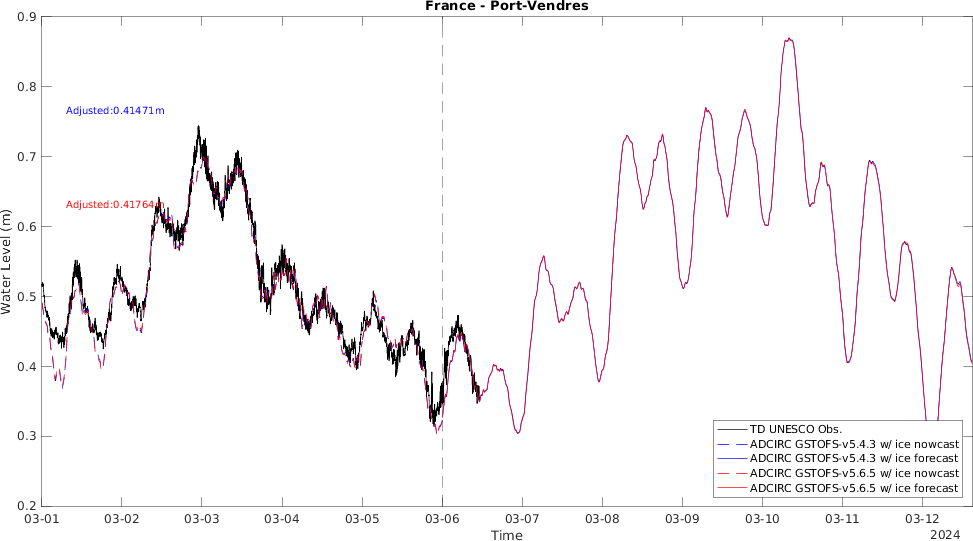 France - Port-Vendres
0.9
0.8
0.7
0.6
0.5
0.4
0.3
0.2
Water Level (m)
Adjusted:0.41471m
Adjusted:0.41764m
TD UNESCO Obs.
ADCIRC GSTOFS-v5.4.3 w/ ice nowcast
ADCIRC GSTOFS-v5.4.3 w/ ice forecast
ADCIRC GSTOFS-v5.6.5 w/ ice nowcast
ADCIRC GSTOFS-v5.6.5 w/ ice forecast
03-01 03-02 03-03 03-04 03-05 03-06 03-07 03-08 03-09 03-10 03-11 03-12
Time
2024